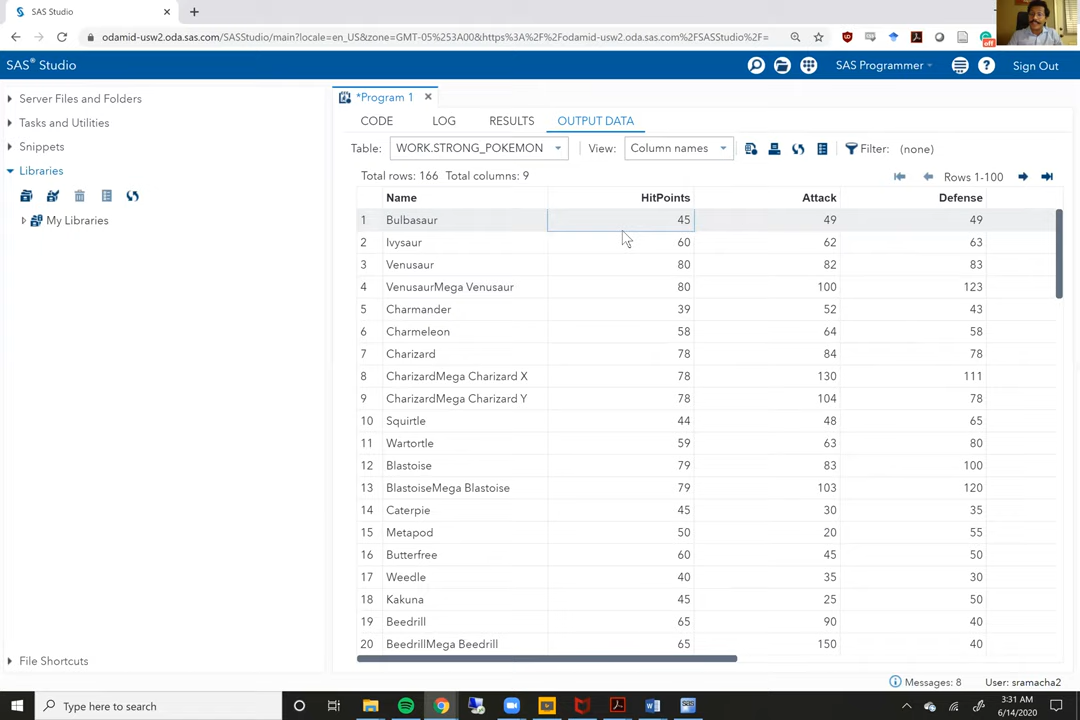 SAS Studio
odamid-usw2.oda.sas.com/SASStudio/main?locale=en_US&zone=GMT-05%253A00&https%3A%2F%2Fodamid-usw2.oda.sas.com%2FSASStudio%2F=
off
SAS® Studio
SAS Programmer
Sign Out
Server Files and Folders
Tasks and Utilities
Snippets
Libraries
My Libraries
File Shortcuts
*Program 1
CODE LOG RESULTS OUTPUT DATA
Table: WORK.STRONG_POKEMON View: Column names Filter: (none)
Total rows: 166 Total columns: 9 Rows 1-100
Name HitPoints Attack Defense
1 Bulbasaur 45 49 49
2 Ivysaur 60 62 63
3 Venusaur 80 82 83
4 VenusaurMega Venusaur 80 100 123
5 Charmander 39 52 43
6 Charmeleon 58 64 58
7 Charizard 78 84 78
8 CharizardMega Charizard X 78 130 111
9 CharizardMega Charizard Y 78 104 78
10 Squirtle 44 48 65
11 Wartortle 59 63 80
12 Blastoise 79 83 100
13 BlastoiseMega Blastoise 79 103 120
14 Caterpie 45 30 35
15 Metapod 50 20 55
16 Butterfree 60 45 50
17 Weedle 40 35 30
18 Kakuna 45 25 50
19 Beedrill 65 90 40
20 BeedrillMega Beedrill 65 150 40
Messages: 8 User: sramacha2
Type here to search
3:31 AM
6/14/2020